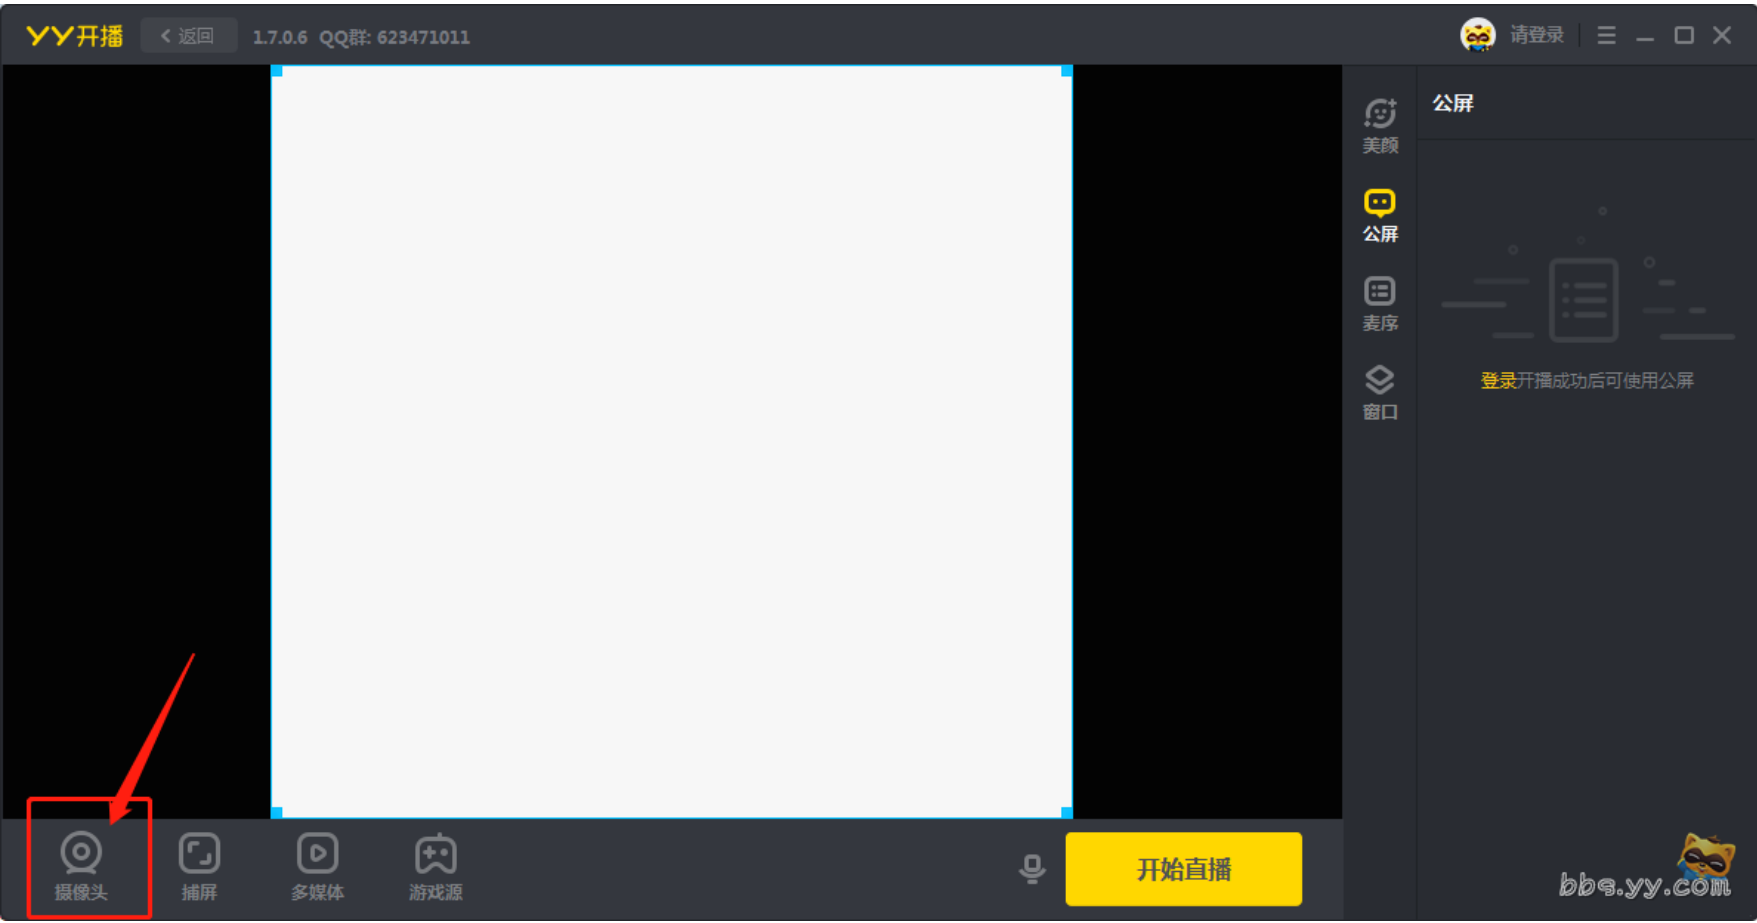 YY开播
返回
1.7.0.6 QQ群: 623471011
请登录
美颜
公屏
麦序
窗口
公屏
登录开播成功后可使用公屏
摄像头
捕屏
多媒体
游戏源
开始直播
bbs.yy.com